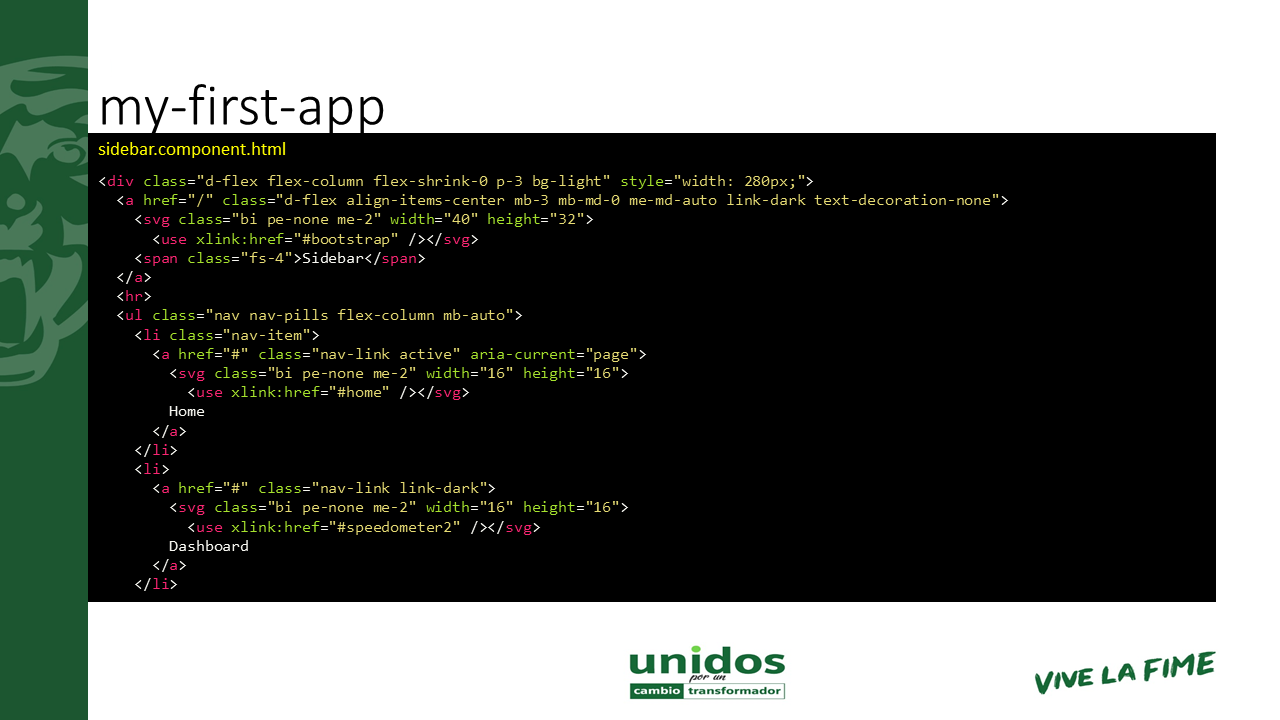 my-first-app
sidebar.component.html
<div class="d-flex flex-column flex-shrink-0 p-3 bg-light" style="width: 280px;">
  <a href="/" class="d-flex align-items-center mb-3 mb-md-0 me-md-auto link-dark text-decoration-none">
    <svg class="bi pe-none me-2" width="40" height="32">
      <use xlink:href="#bootstrap" /></svg>
    <span class="fs-4">Sidebar</span>
  </a>
  <hr>
  <ul class="nav nav-pills flex-column mb-auto">
    <li class="nav-item">
      <a href="#" class="nav-link active" aria-current="page">
        <svg class="bi pe-none me-2" width="16" height="16">
          <use xlink:href="#home" /></svg>
        Home
      </a>
    </li>
    <li>
      <a href="#" class="nav-link link-dark">
        <svg class="bi pe-none me-2" width="16" height="16">
          <use xlink:href="#speedometer2" /></svg>
        Dashboard
      </a>
    </li>
unidos
por un
cambio transformador
VIVE LA FIME